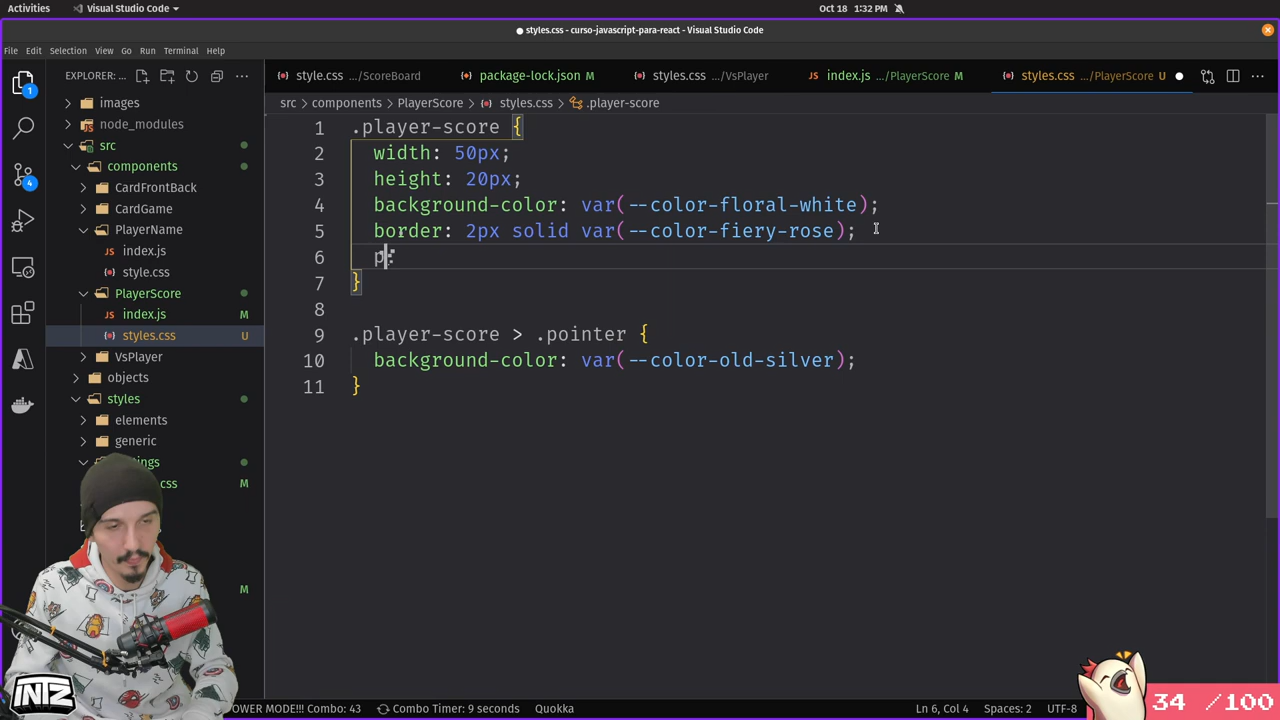 Activities
Visual Studio Code
Oct 18 1:32 PM
● styles.css - curso-javascript-para-react - Visual Studio Code
File Edit Selection View Go Run Terminal Help
EXPLORER: ...
style.css .../ScoreBoard
package-lock.json M
styles.css .../VsPlayer
index.js .../PlayerScore M
styles.css .../PlayerScore U
src > components > PlayerScore > styles.css > .player-score
images
node_modules
src
components
CardFrontBack
CardGame
PlayerName
index.js
style.css
PlayerScore
index.js M
styles.css U
VsPlayer
objects
styles
elements
generic
ngs
css M
M
1
4
1 .player-score {
2 width: 50px;
3 height: 20px;
4 background-color: var(--color-floral-white);
5 border: 2px solid var(--color-fiery-rose);
6 p
7 }
8
9 .player-score > .pointer {
10 background-color: var(--color-old-silver);
11 }
INTZ
OWER MODE!!! Combo: 43
Combo Timer: 9 seconds
Quokka
Ln 6, Col 4
Spaces: 2
UTF-8
34 /100